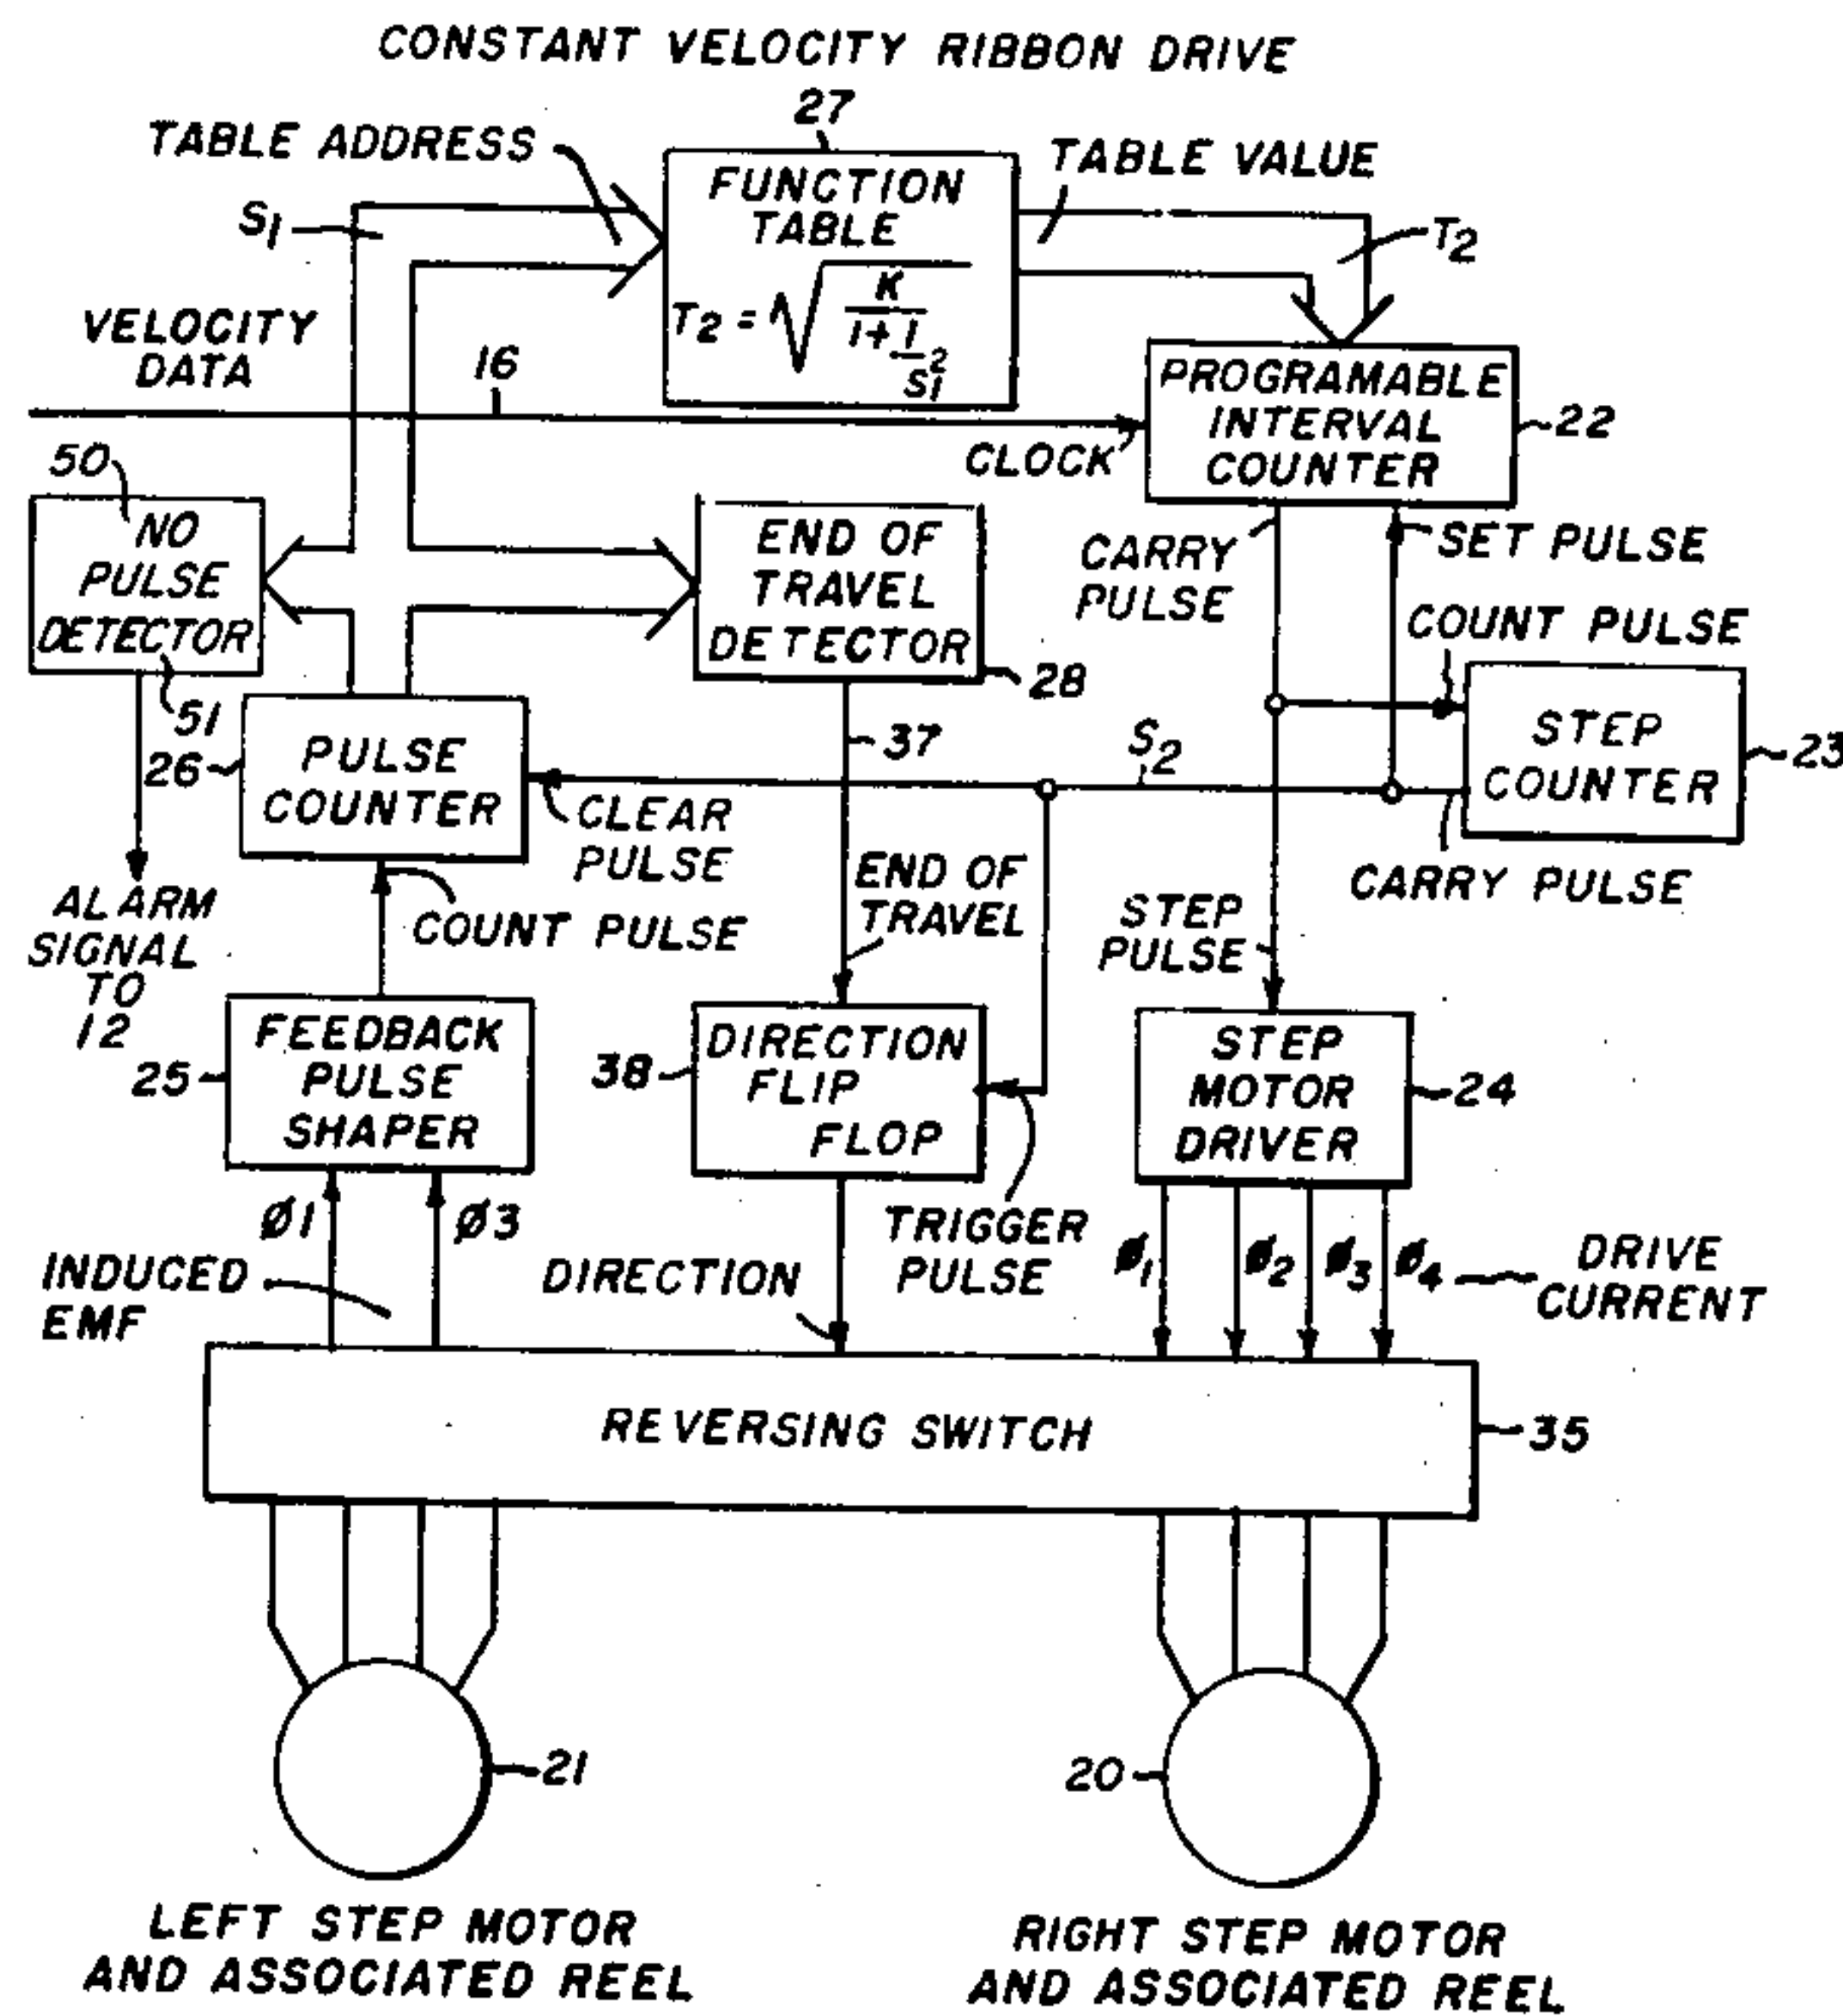 CONSTANT VELOCITY RIBBON DRIVE
27
TABLE ADDRESS
TABLE VALUE
S1
FUNCTION
TABLE
T2 = √ K / 1 + 1 / S1²
T2
VELOCITY
DATA
16
CLOCK
PROGRAMABLE
INTERVAL
COUNTER
22
50
NO
PULSE
DETECTOR
51
END OF
TRAVEL
DETECTOR
28
CARRY
PULSE
SET PULSE
COUNT PULSE
STEP
COUNTER
23
26
PULSE
COUNTER
CLEAR
PULSE
37
S2
CARRY PULSE
ALARM
SIGNAL
TO
12
COUNT PULSE
END OF
TRAVEL
STEP
PULSE
25
FEEDBACK
PULSE
SHAPER
38
DIRECTION
FLIP
FLOP
STEP
MOTOR
DRIVER
24
Ø1
Ø3
INDUCED
EMF
DIRECTION
TRIGGER
PULSE
Ø1
Ø2
Ø3
Ø4
DRIVE
CURRENT
REVERSING SWITCH
35
21
20
LEFT STEP MOTOR
AND ASSOCIATED REEL
RIGHT STEP MOTOR
AND ASSOCIATED REEL